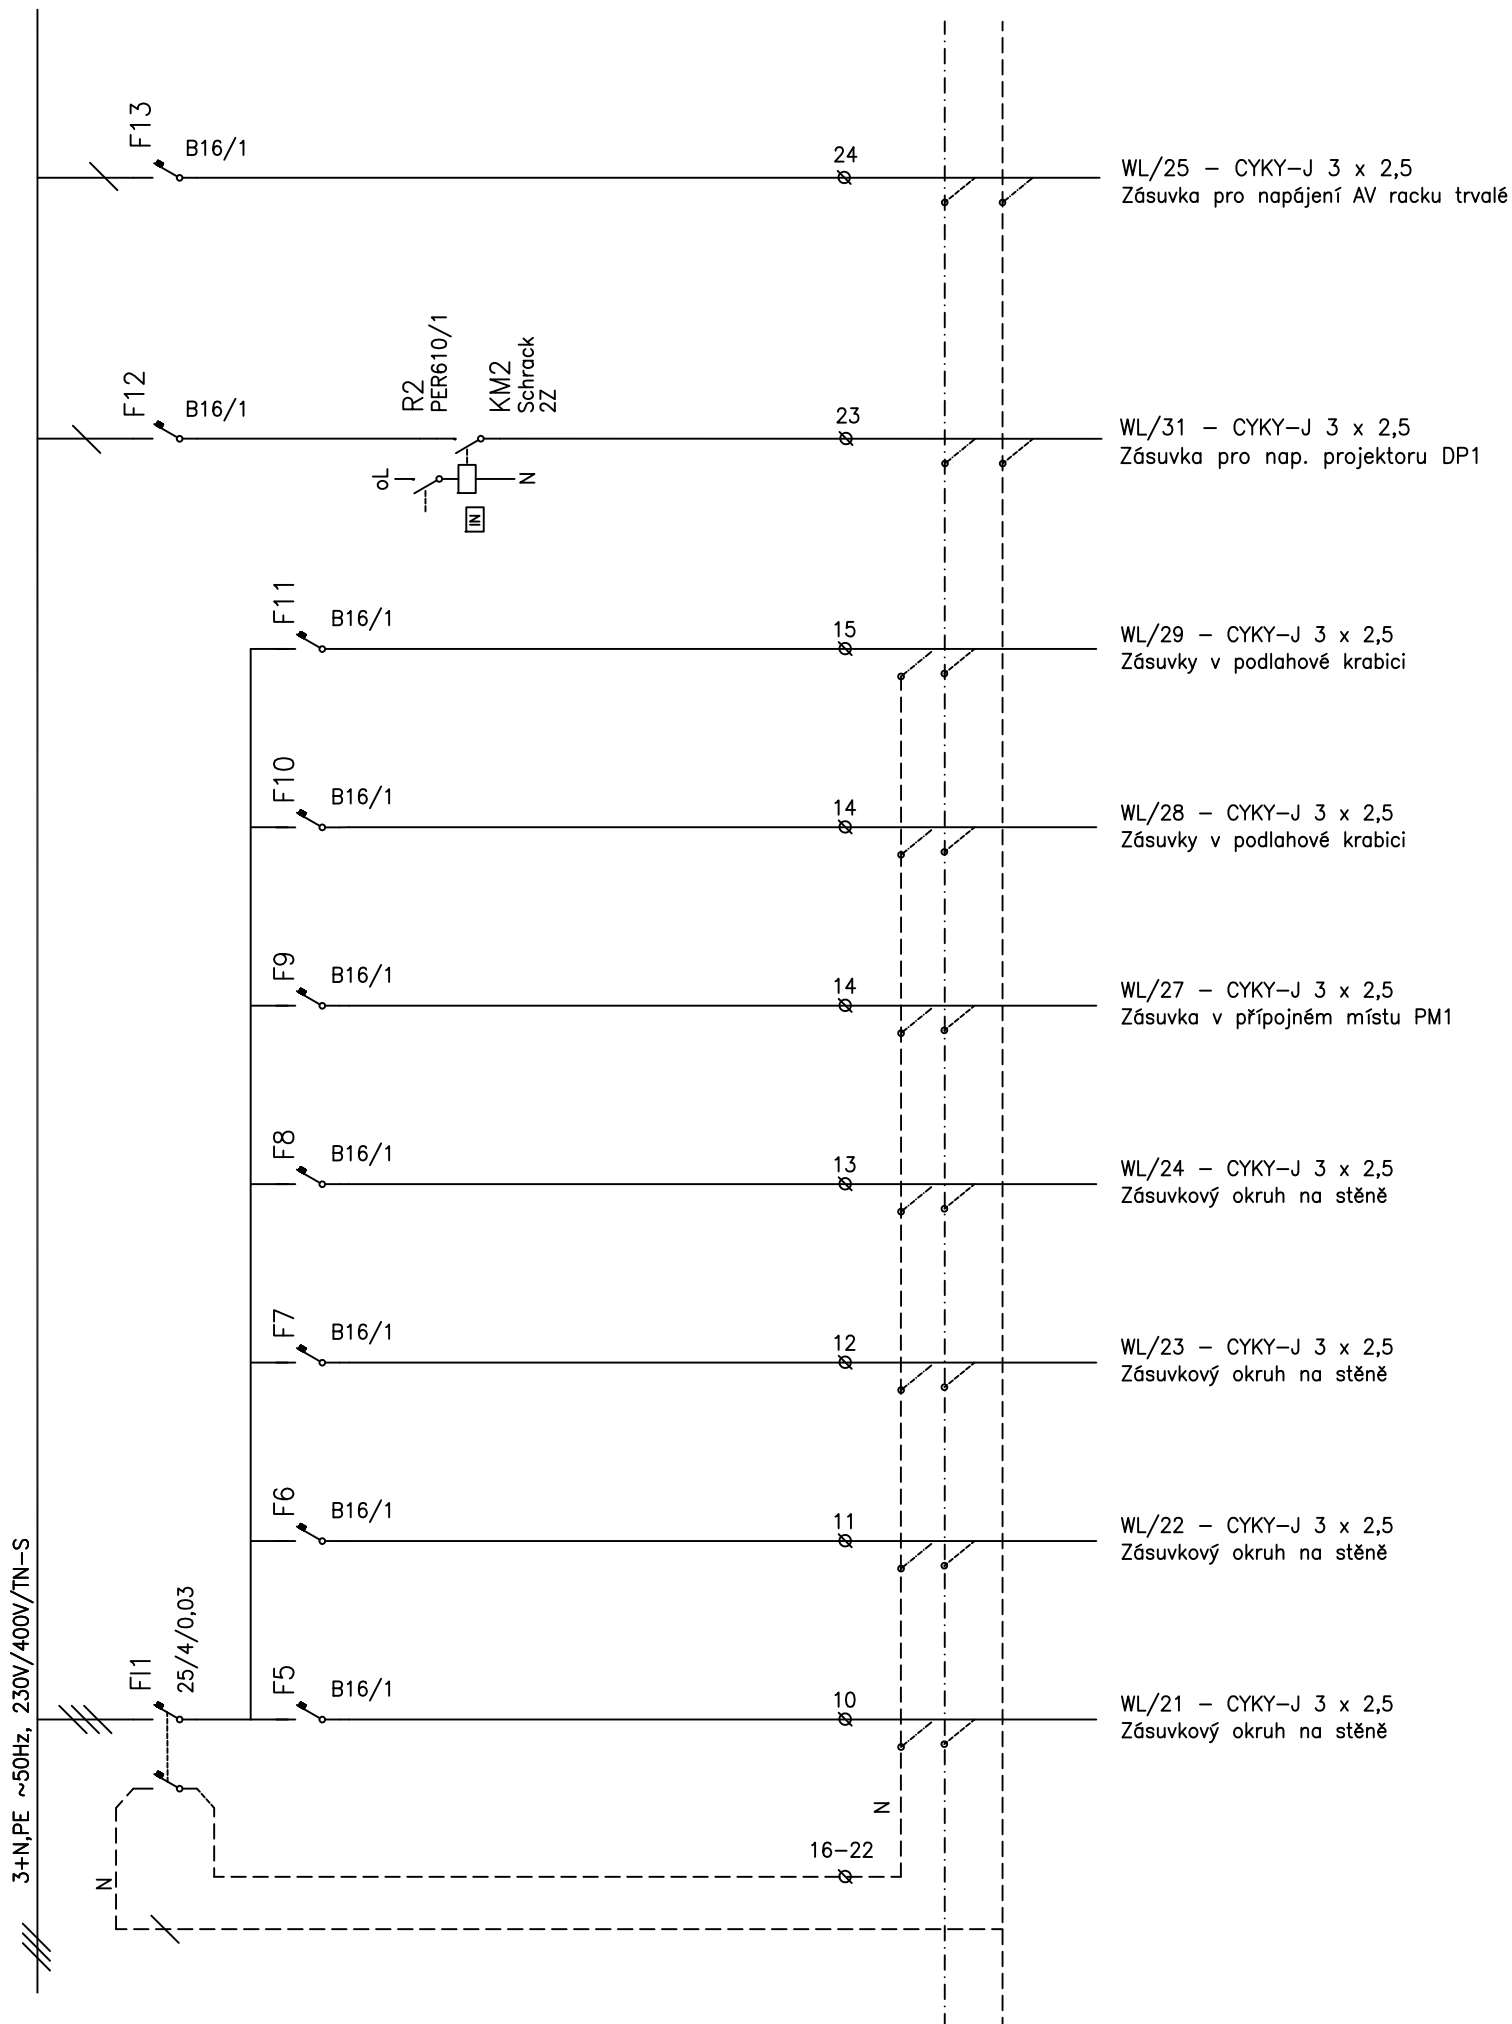 F13
B16/1
24
WL/25 – CYKY–J 3 x 2,5
Zásuvka pro napájení AV racku trvalé
F12
B16/1
R2
PER610/1
KM2
Schrack
2Z
oL
N
IN
23
WL/31 – CYKY–J 3 x 2,5
Zásuvka pro nap. projektoru DP1
F11
B16/1
15
WL/29 – CYKY–J 3 x 2,5
Zásuvky v podlahové krabici
F10
B16/1
14
WL/28 – CYKY–J 3 x 2,5
Zásuvky v podlahové krabici
F9
B16/1
14
WL/27 – CYKY–J 3 x 2,5
Zásuvka v přípojném místu PM1
F8
B16/1
13
WL/24 – CYKY–J 3 x 2,5
Zásuvkový okruh na stěně
F7
B16/1
12
WL/23 – CYKY–J 3 x 2,5
Zásuvkový okruh na stěně
F6
B16/1
11
WL/22 – CYKY–J 3 x 2,5
Zásuvkový okruh na stěně
3+N,PE ~50Hz, 230V/400V/TN–S
FI1
25/4/0,03
F5
B16/1
10
WL/21 – CYKY–J 3 x 2,5
Zásuvkový okruh na stěně
N
16–22
N